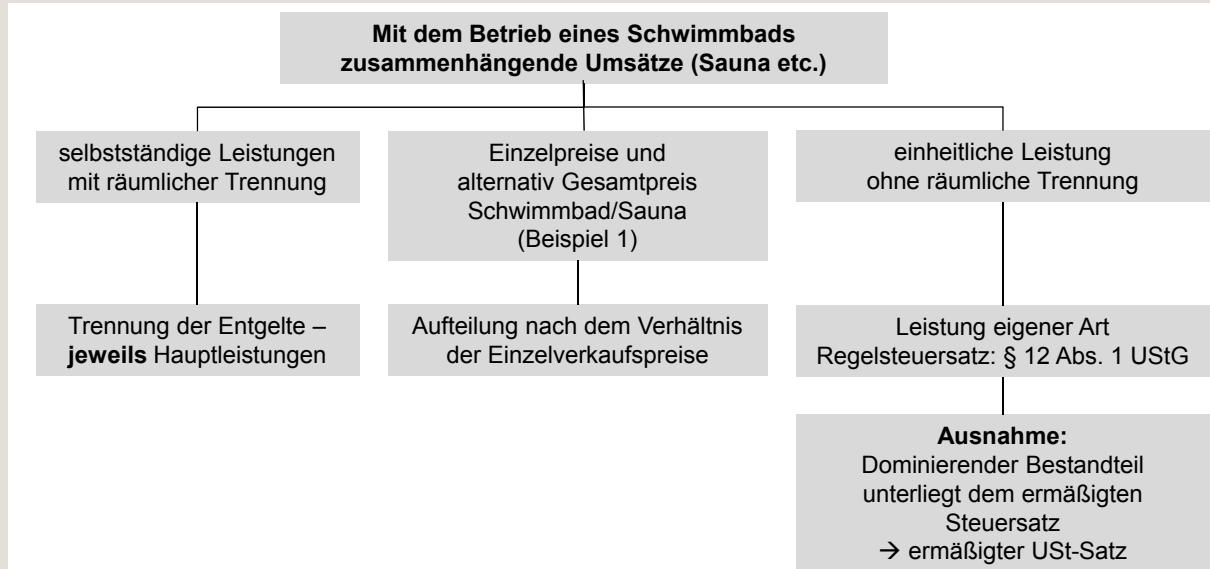 Mit dem Betrieb eines Schwimmbads
zusammenhängende Umsätze (Sauna etc.)
selbstständige Leistungen
mit räumlicher Trennung
Einzelpreise und
alternativ Gesamtpreis
Schwimmbad/Sauna
(Beispiel 1)
einheitliche Leistung
ohne räumliche Trennung
Trennung der Entgelte –
jeweils Hauptleistungen
Aufteilung nach dem Verhältnis
der Einzelverkaufspreise
Leistung eigener Art
Regelsteuersatz: § 12 Abs. 1 UStG
Ausnahme:
Dominierender Bestandteil
unterliegt dem ermäßigten
Steuersatz
→ ermäßigter USt-Satz